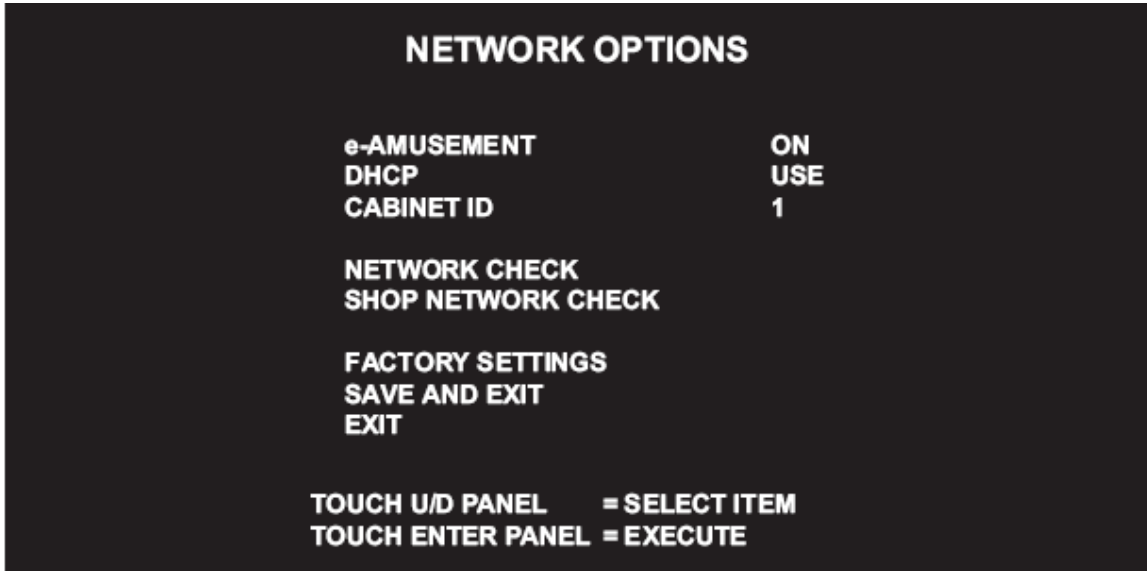 NETWORK OPTIONS
e-AMUSEMENT ON
DHCP USE
CABINET ID 1
NETWORK CHECK
SHOP NETWORK CHECK
FACTORY SETTINGS
SAVE AND EXIT
EXIT
TOUCH U/D PANEL = SELECT ITEM
TOUCH ENTER PANEL = EXECUTE